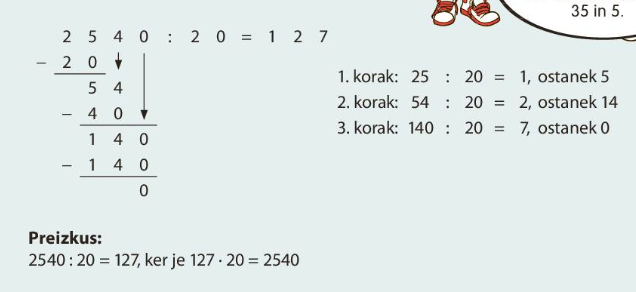 35 in 5.
2 5 4 0 : 2 0 = 1 2 7
− 2 0
5 4
− 4 0
1 4 0
− 1 4 0
0
1. korak: 25 : 20 = 1, ostanek 5
2. korak: 54 : 20 = 2, ostanek 14
3. korak: 140 : 20 = 7, ostanek 0
Preizkus:
2540 : 20 = 127, ker je 127 · 20 = 2540